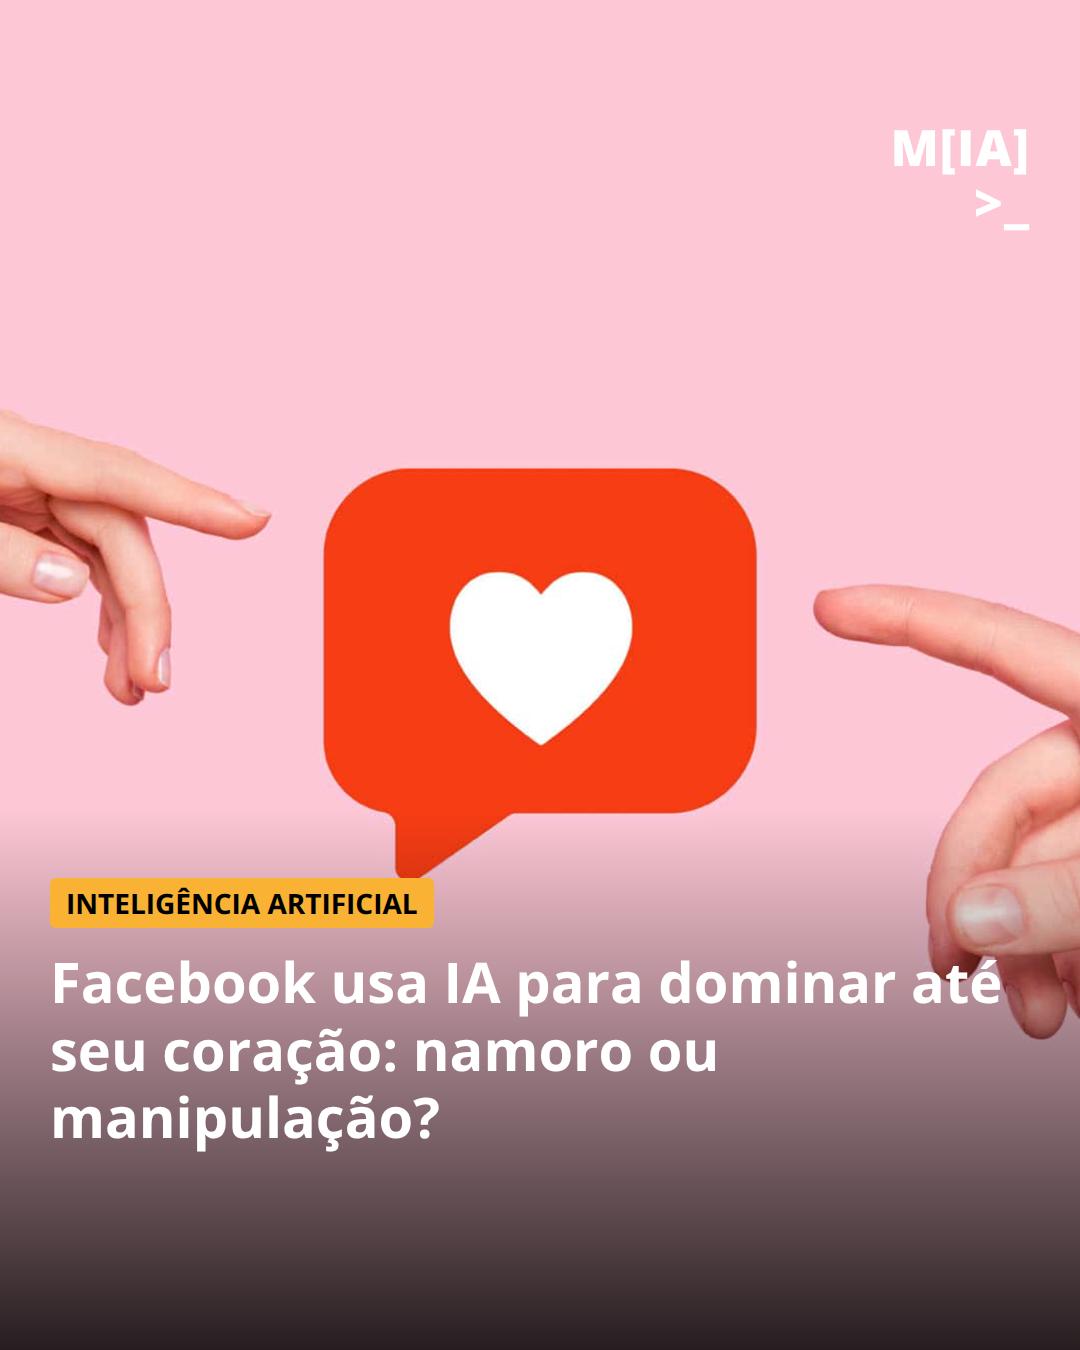 M[IA]
>_
INTELIGÊNCIA ARTIFICIAL
Facebook usa IA para dominar até
seu coração: namoro ou
manipulação?